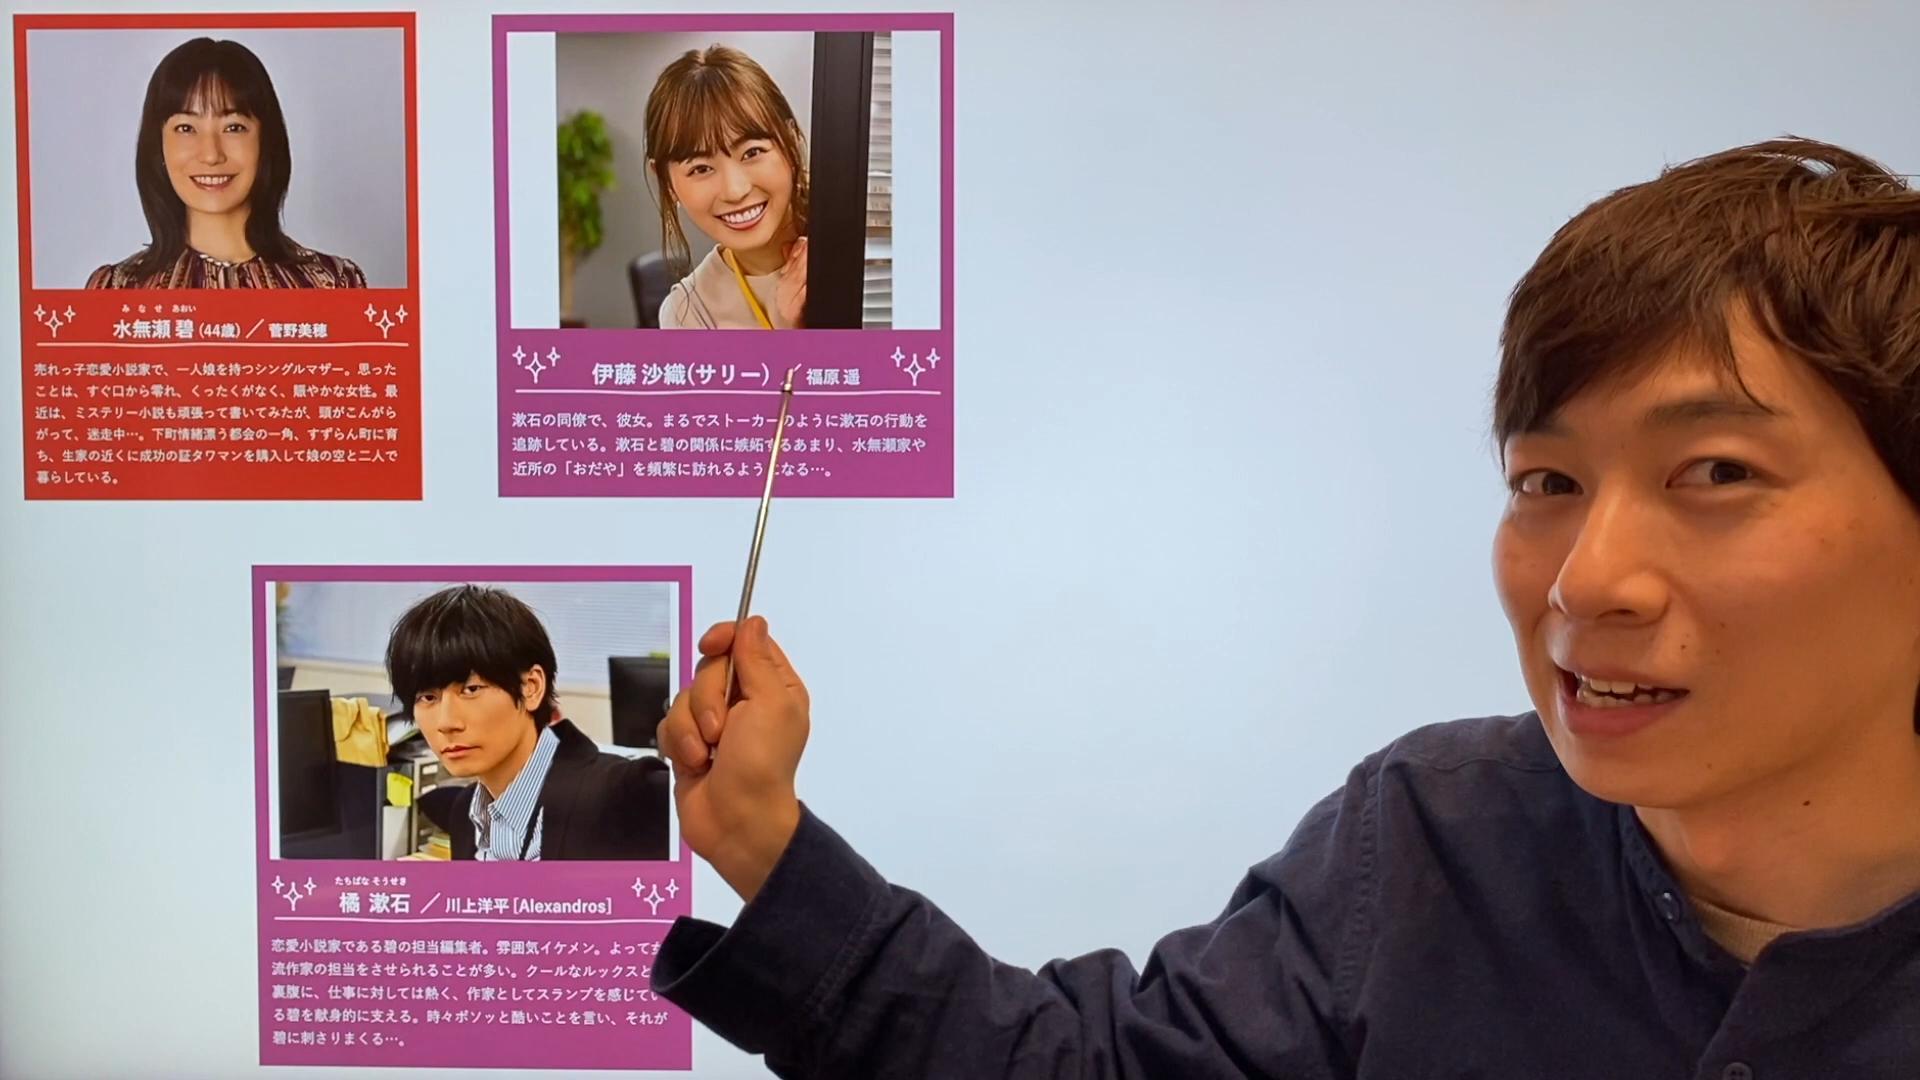 みなせ あおい
水無瀬 碧 (44歳) ／ 菅野美穂
売れっ子恋愛小説家で、一人娘を持つシングルマザー。思った
ことは、すぐ口から零れ、くったくがなく、賑やかな女性。最
近は、ミステリー小説も頑張って書いてみたが、頭がこんがら
がって、迷走中…。下町情緒漂う都会の一角、すずらん町に育
ち、生家の近くに成功の証タワマンを購入して娘の空と二人で
暮らしている。
伊藤 沙織(サリー) ／ 福原 遥
漱石の同僚で、彼女。まるでストーカーのように漱石の行動を
追跡している。漱石と碧の関係に嫉妬するあまり、水無瀬家や
近所の「おだや」を頻繁に訪れるようになる…。
たちばな そうせき
橘 漱石 ／ 川上洋平 [Alexandros]
恋愛小説家である碧の担当編集者。雰囲気イケメン。よって
流作家の担当をさせられることが多い。クールなルックスと
裏腹に、仕事に対しては熱く、作家としてスランプを感じてい
る碧を献身的に支える。時々ボソッと酷いことを言い、それが
碧に刺さりまくる…。